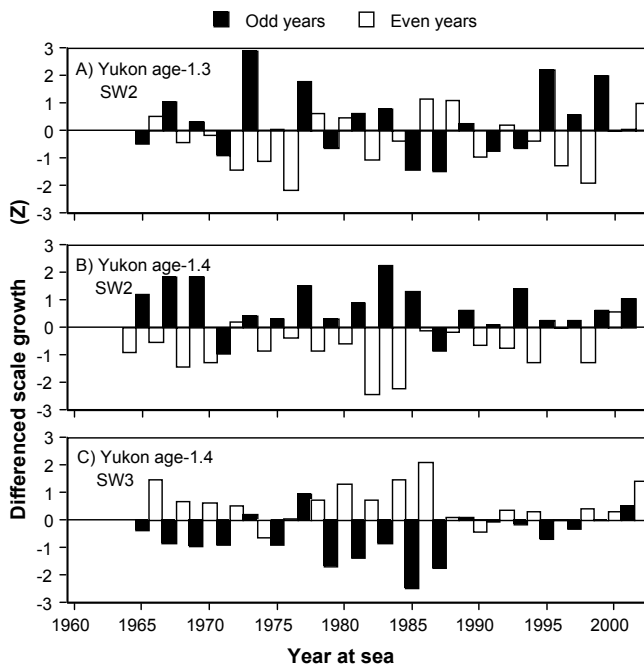 Odd years Even years
A) Yukon age-1.3
SW2
3
2
1
0
-1
-2
-3
B) Yukon age-1.4
SW2
3
2
1
0
-1
-2
-3
C) Yukon age-1.4
SW3
3
2
1
0
-1
-2
-3
Differenced scale growth (Z)
1960 1965 1970 1975 1980 1985 1990 1995 2000
Year at sea